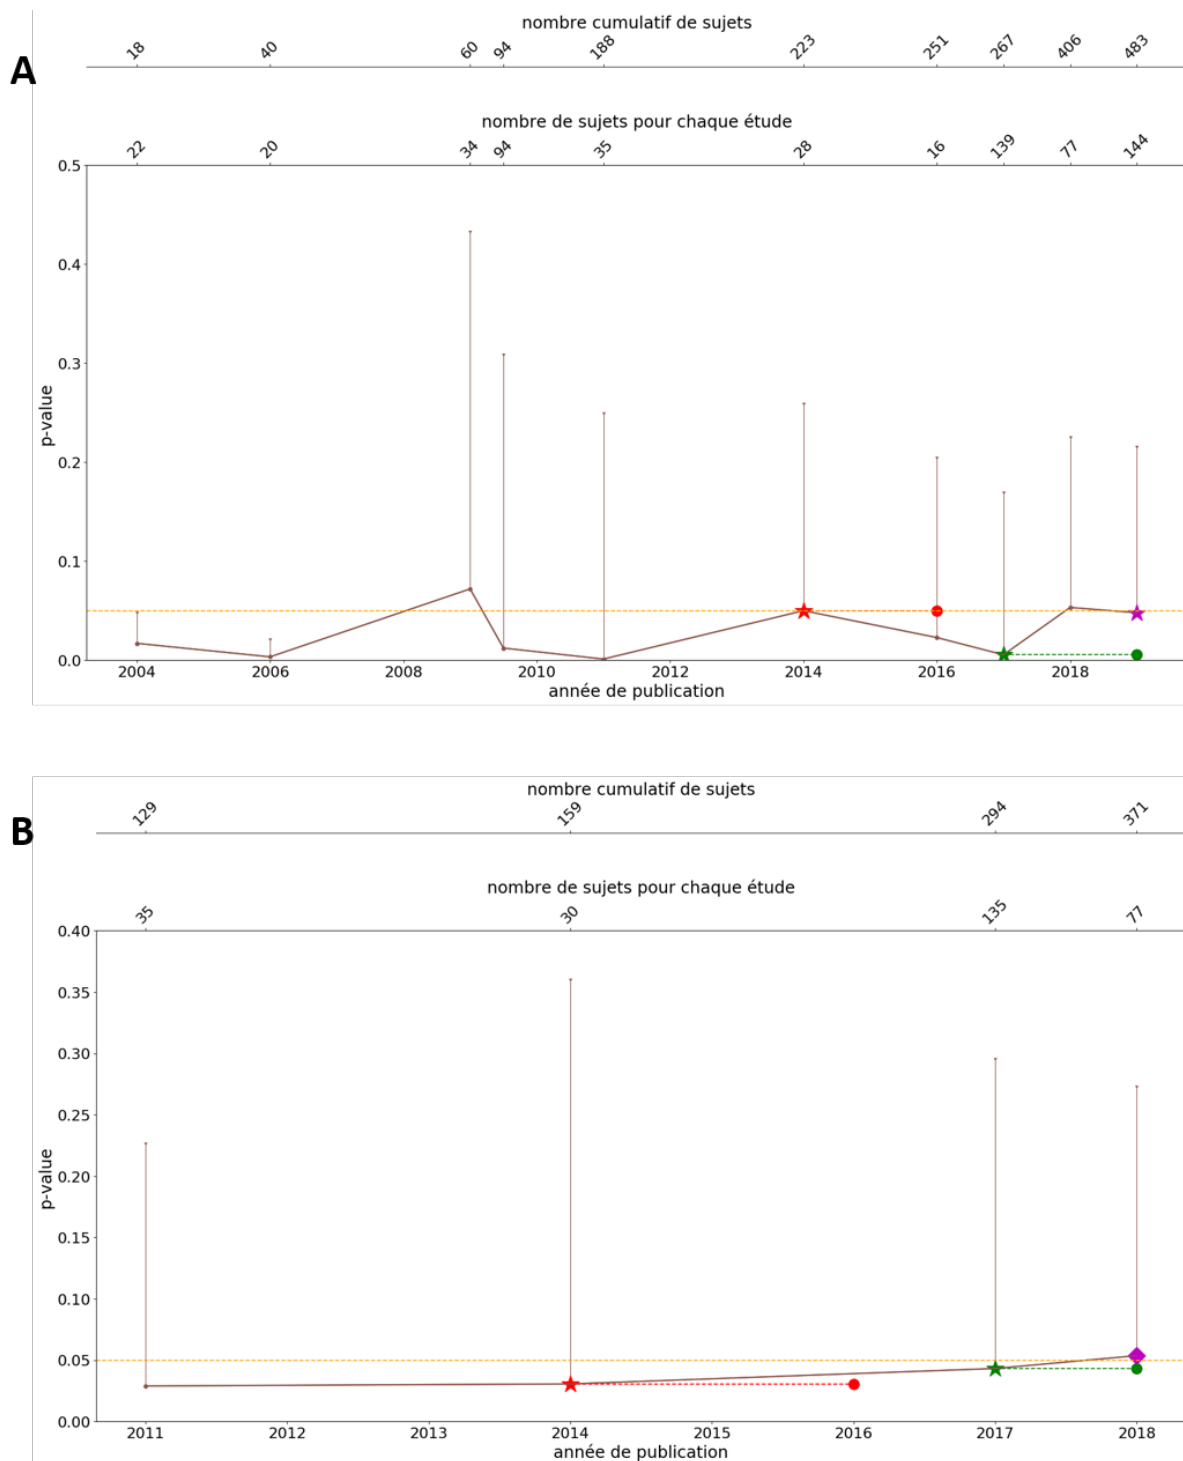 nombre cumulatif de sujets
18 40 60 94 188 223 251 267 406 483
A
nombre de sujets pour chaque étude
22 20 34 94 35 28 16 139 77 144
0.5
0.4
0.3
0.2
0.1
0.0
p-value
2004 2006 2008 2010 2012 2014 2016 2018
année de publication
nombre cumulatif de sujets
129 159 294 371
B
nombre de sujets pour chaque étude
35 30 135 77
0.40
0.35
0.30
0.25
0.20
0.15
0.10
0.05
0.00
p-value
2011 2012 2013 2014 2015 2016 2017 2018
année de publication